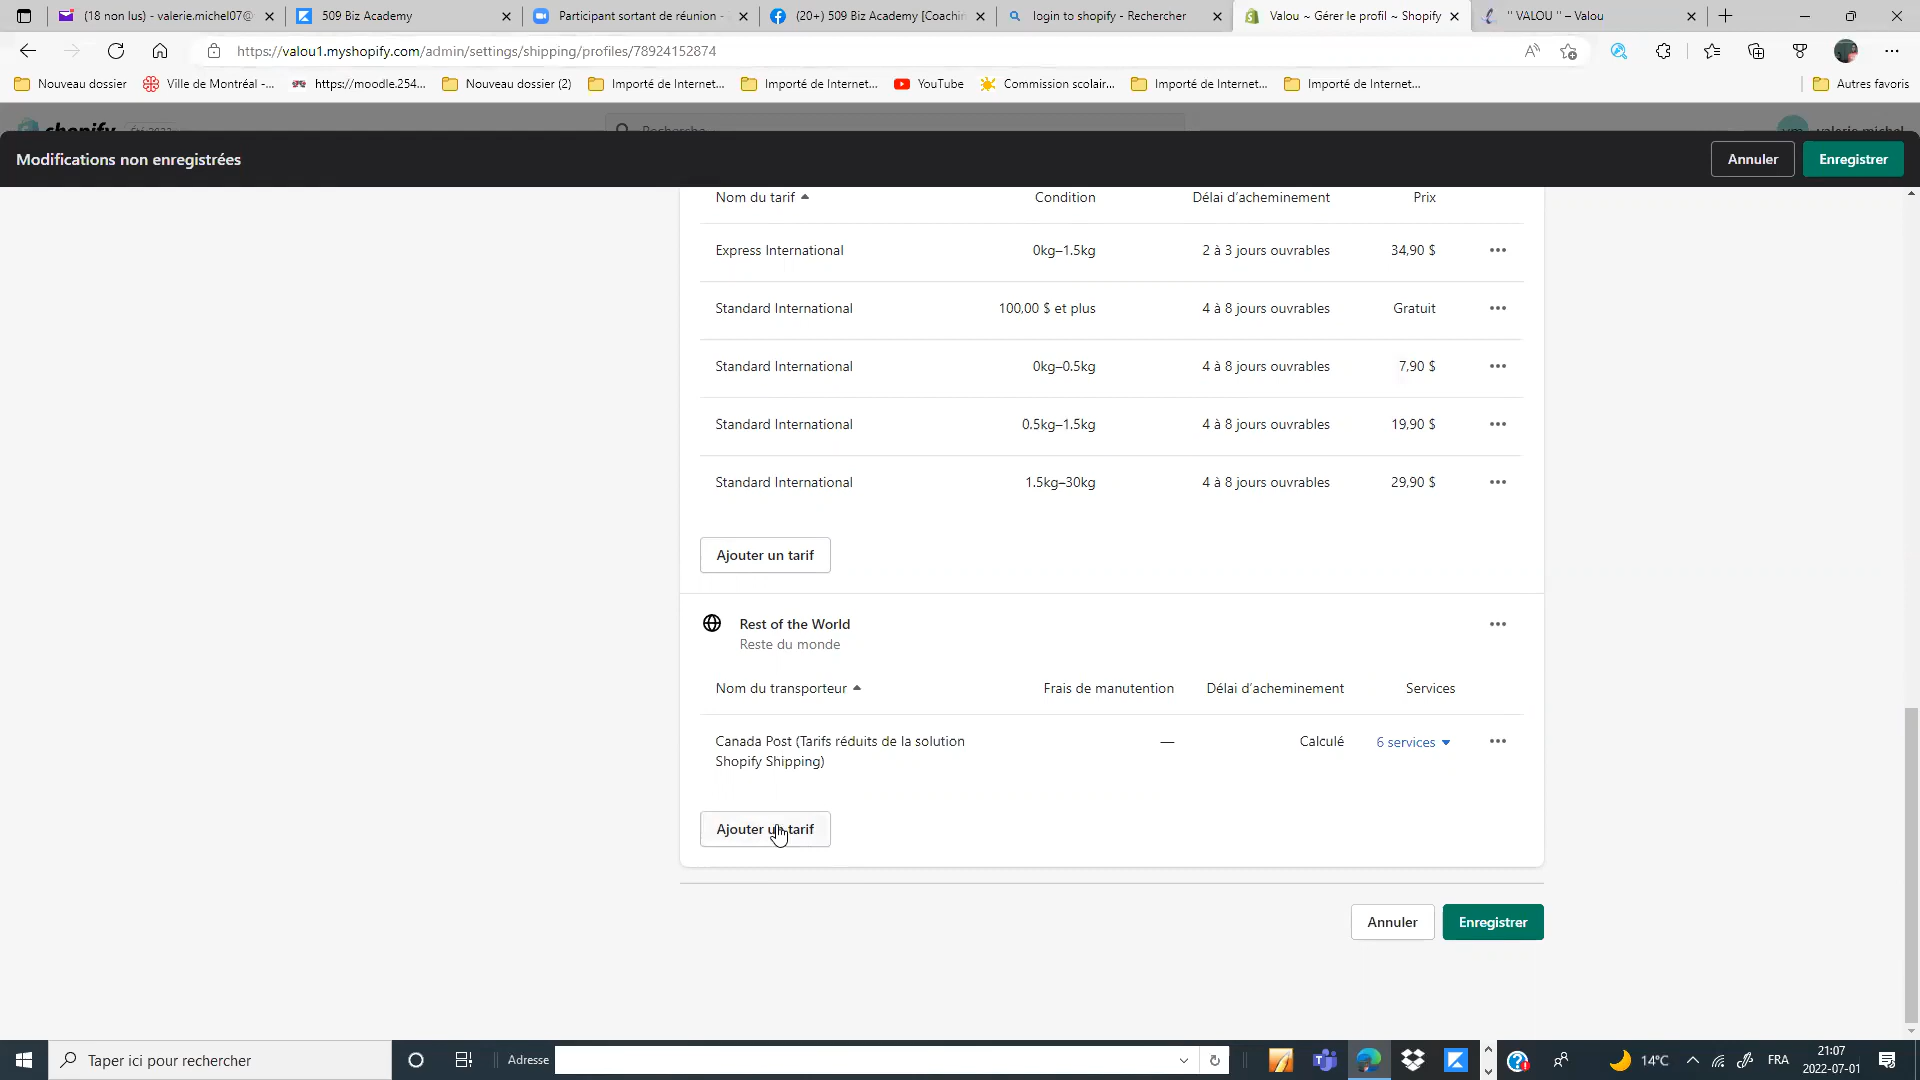 (18 non lus) - valerie.michel07@
509 Biz Academy
Participant sortant de réunion -
(20+) 509 Biz Academy [Coachin
login to shopify - Rechercher
Valou ~ Gérer le profil ~ Shopify
'' VALOU '' – Valou
https://valou1.myshopify.com/admin/settings/shipping/profiles/78924152874
Nouveau dossier
Ville de Montréal -...
https://moodle.254...
Nouveau dossier (2)
Importé de Internet...
Importé de Internet...
YouTube
Commission scolair...
Importé de Internet...
Importé de Internet...
Autres favoris
shopify
Recherche
valerie michel
Modifications non enregistrées
Annuler
Enregistrer
Nom du tarif Condition Délai d'acheminement Prix
Express International 0kg–1.5kg 2 à 3 jours ouvrables 34,90 $
Standard International 100,00 $ et plus 4 à 8 jours ouvrables Gratuit
Standard International 0kg–0.5kg 4 à 8 jours ouvrables 7,90 $
Standard International 0.5kg–1.5kg 4 à 8 jours ouvrables 19,90 $
Standard International 1.5kg–30kg 4 à 8 jours ouvrables 29,90 $
Ajouter un tarif
Rest of the World
Reste du monde
Nom du transporteur Frais de manutention Délai d'acheminement Services
Canada Post (Tarifs réduits de la solution — Calculé 6 services
Shopify Shipping)
Ajouter un tarif
Annuler
Enregistrer
Taper ici pour rechercher
Adresse
14°C
FRA
21:07
2022-07-01